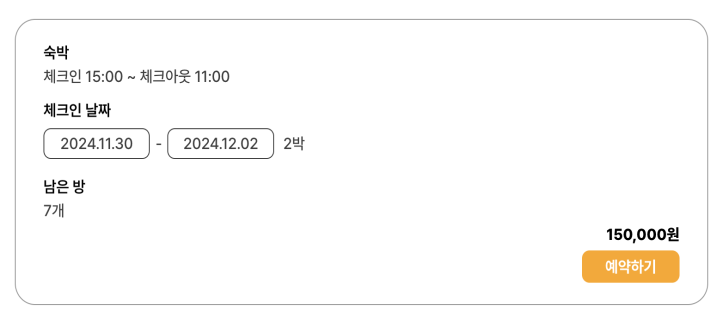 숙박
체크인 15:00 ~ 체크아웃 11:00
체크인 날짜
2024.11.30 - 2024.12.02 2박
남은 방
7개
150,000원
예약하기